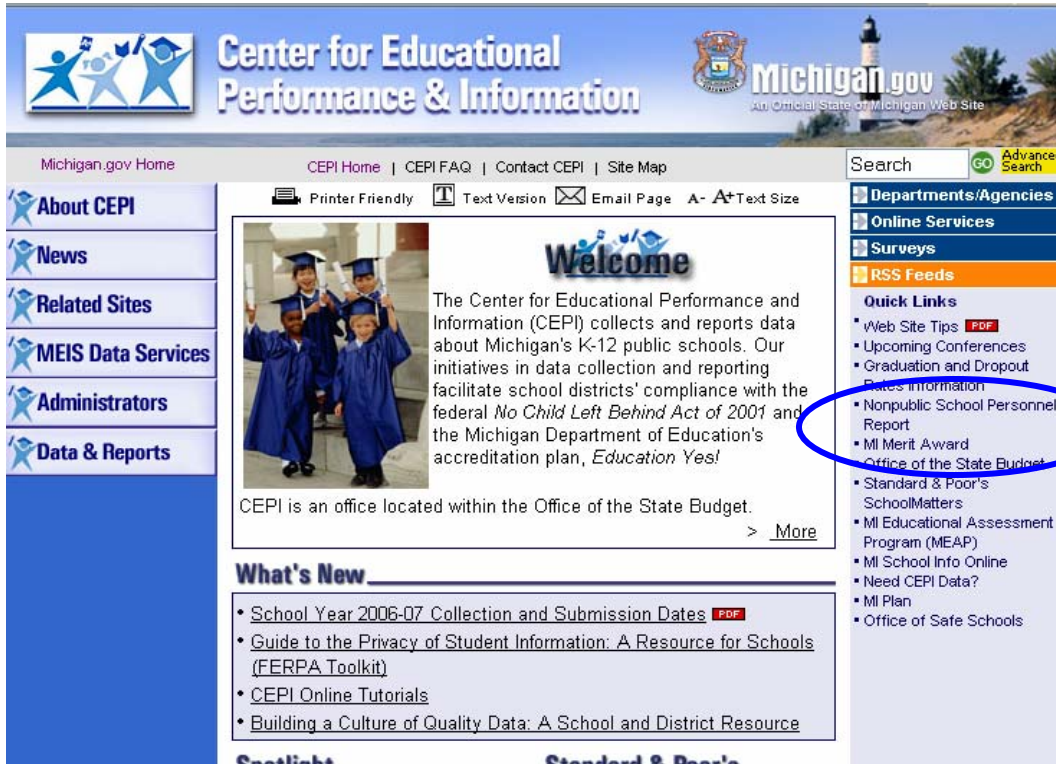 Center for Educational
Performance & Information
Michigan.gov
An Official State of Michigan Web Site
Michigan.gov Home
CEPI Home | CEPI FAQ | Contact CEPI | Site Map
Search
GO
Advance
Search
About CEPI
News
Related Sites
MEIS Data Services
Administrators
Data & Reports
Printer Friendly T Text Version Email Page A- A+ Text Size
Welcome
The Center for Educational Performance and
Information (CEPI) collects and reports data
about Michigan's K-12 public schools. Our
initiatives in data collection and reporting
facilitate school districts' compliance with the
federal No Child Left Behind Act of 2001 and
the Michigan Department of Education's
accreditation plan, Education Yes!
CEPI is an office located within the Office of the State Budget.
> More
What's New
• School Year 2006-07 Collection and Submission Dates PDF
• Guide to the Privacy of Student Information: A Resource for Schools
(FERPA Toolkit)
• CEPI Online Tutorials
• Building a Culture of Quality Data: A School and District Resource
Spotlight
Standard & Poor's
Departments/Agencies
Online Services
Surveys
RSS Feeds
Quick Links
▪ Web Site Tips PDF
▪ Upcoming Conferences
▪ Graduation and Dropout
Rates Information
▪ Nonpublic School Personnel
Report
▪ MI Merit Award
Office of the State Budget
▪ Standard & Poor's
SchoolMatters
▪ MI Educational Assessment
Program (MEAP)
▪ MI School Info Online
▪ Need CEPI Data?
▪ MI Plan
▪ Office of Safe Schools